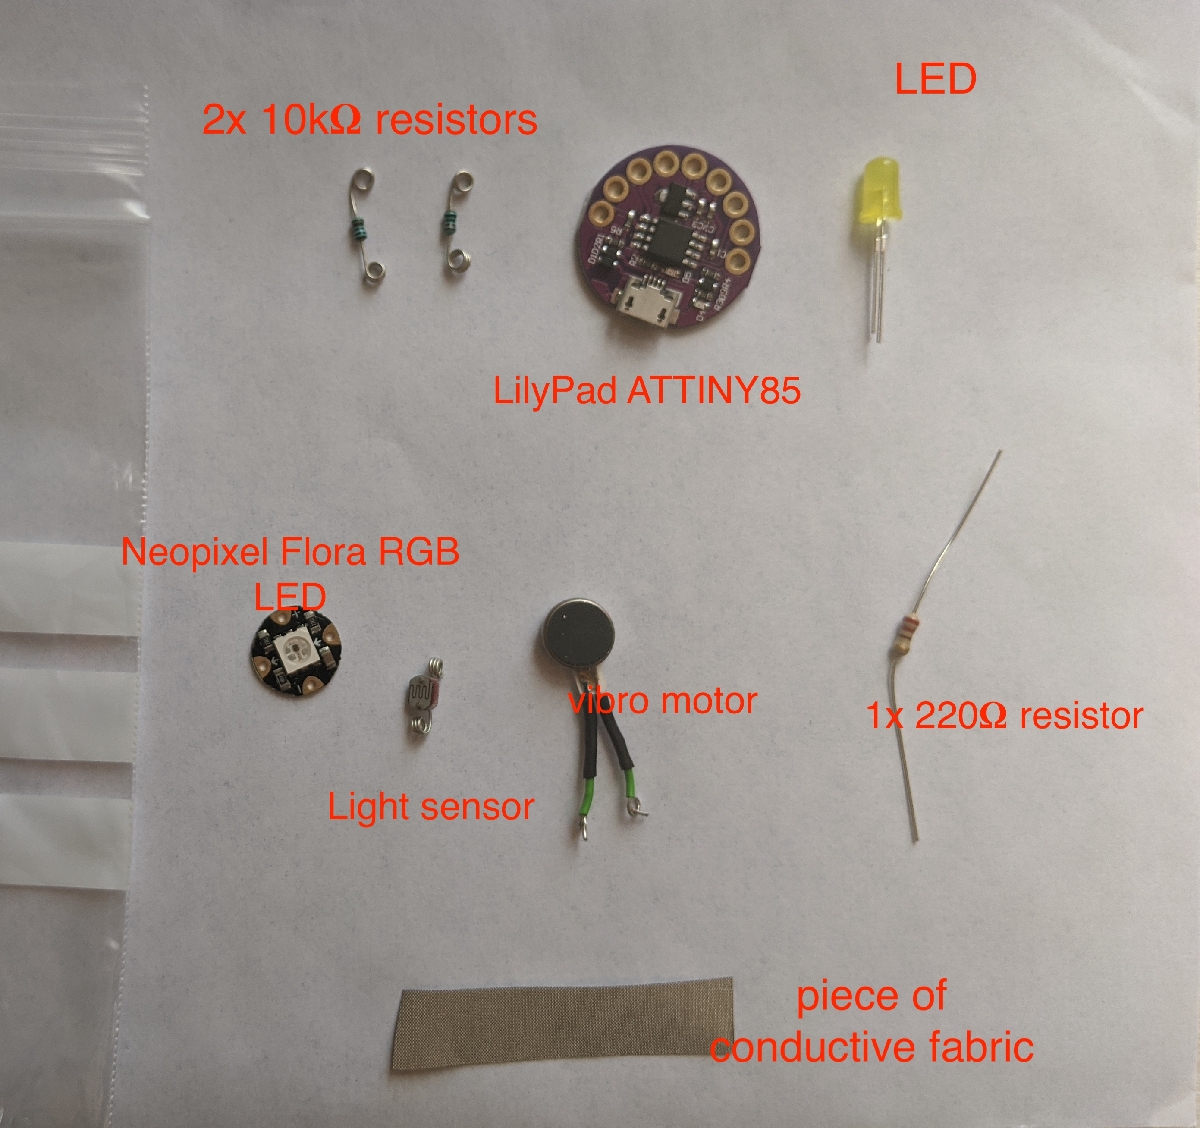 LED
2x 10kΩ resistors
LilyPad ATTINY85
Neopixel Flora RGB
LED
vibro motor
1x 220Ω resistor
Light sensor
piece of
conductive fabric